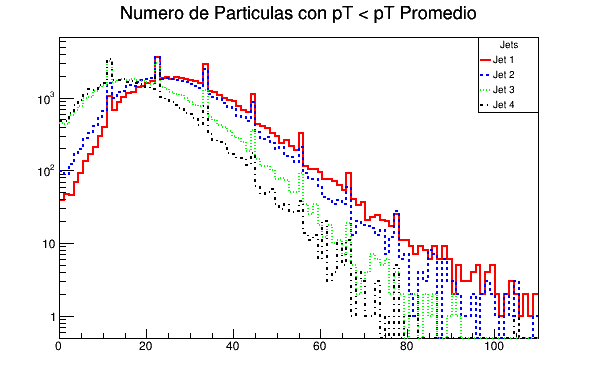 Numero de Particulas con pT < pT Promedio
Jets
Jet 1
Jet 2
Jet 3
Jet 4
10³
10²
10
1
0 20 40 60 80 100